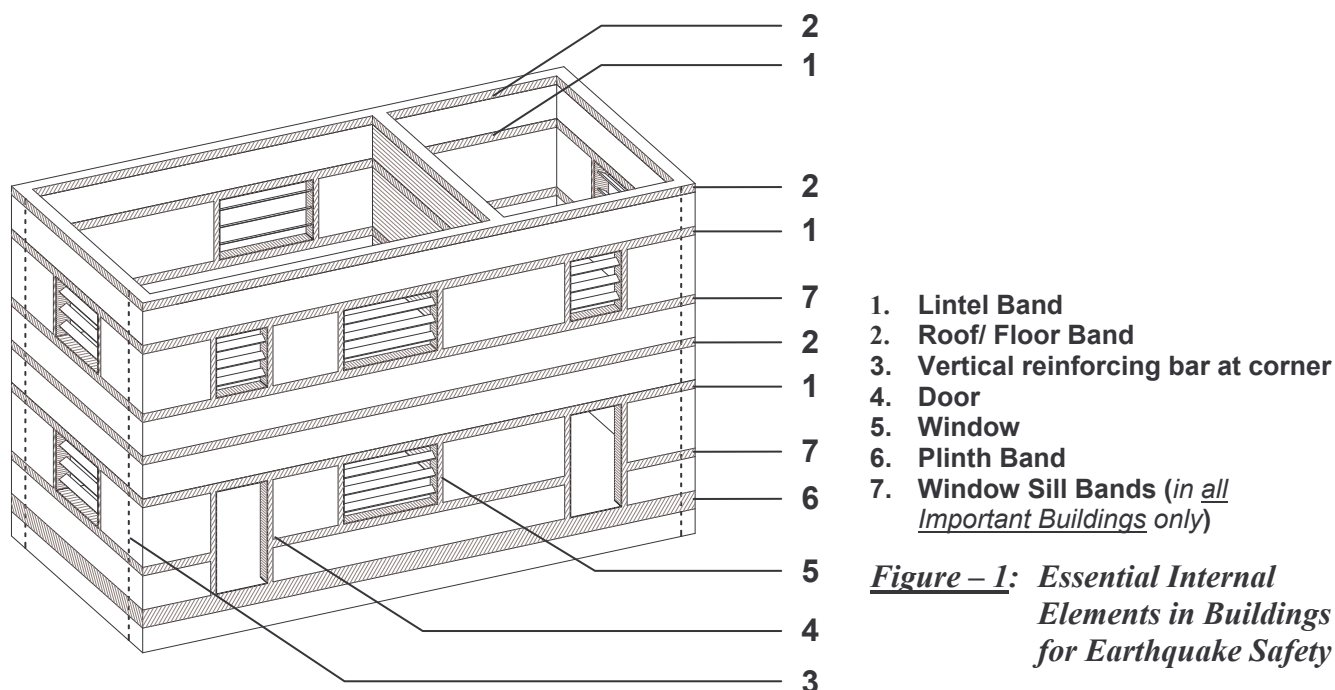 2
1
2
1
7
2
1
7
6
5
4
3
1. Lintel Band
2. Roof/ Floor Band
3. Vertical reinforcing bar at corner
4. Door
5. Window
6. Plinth Band
7. Window Sill Bands (in all
Important Buildings only)
Figure – 1: Essential Internal
Elements in Buildings
for Earthquake Safety